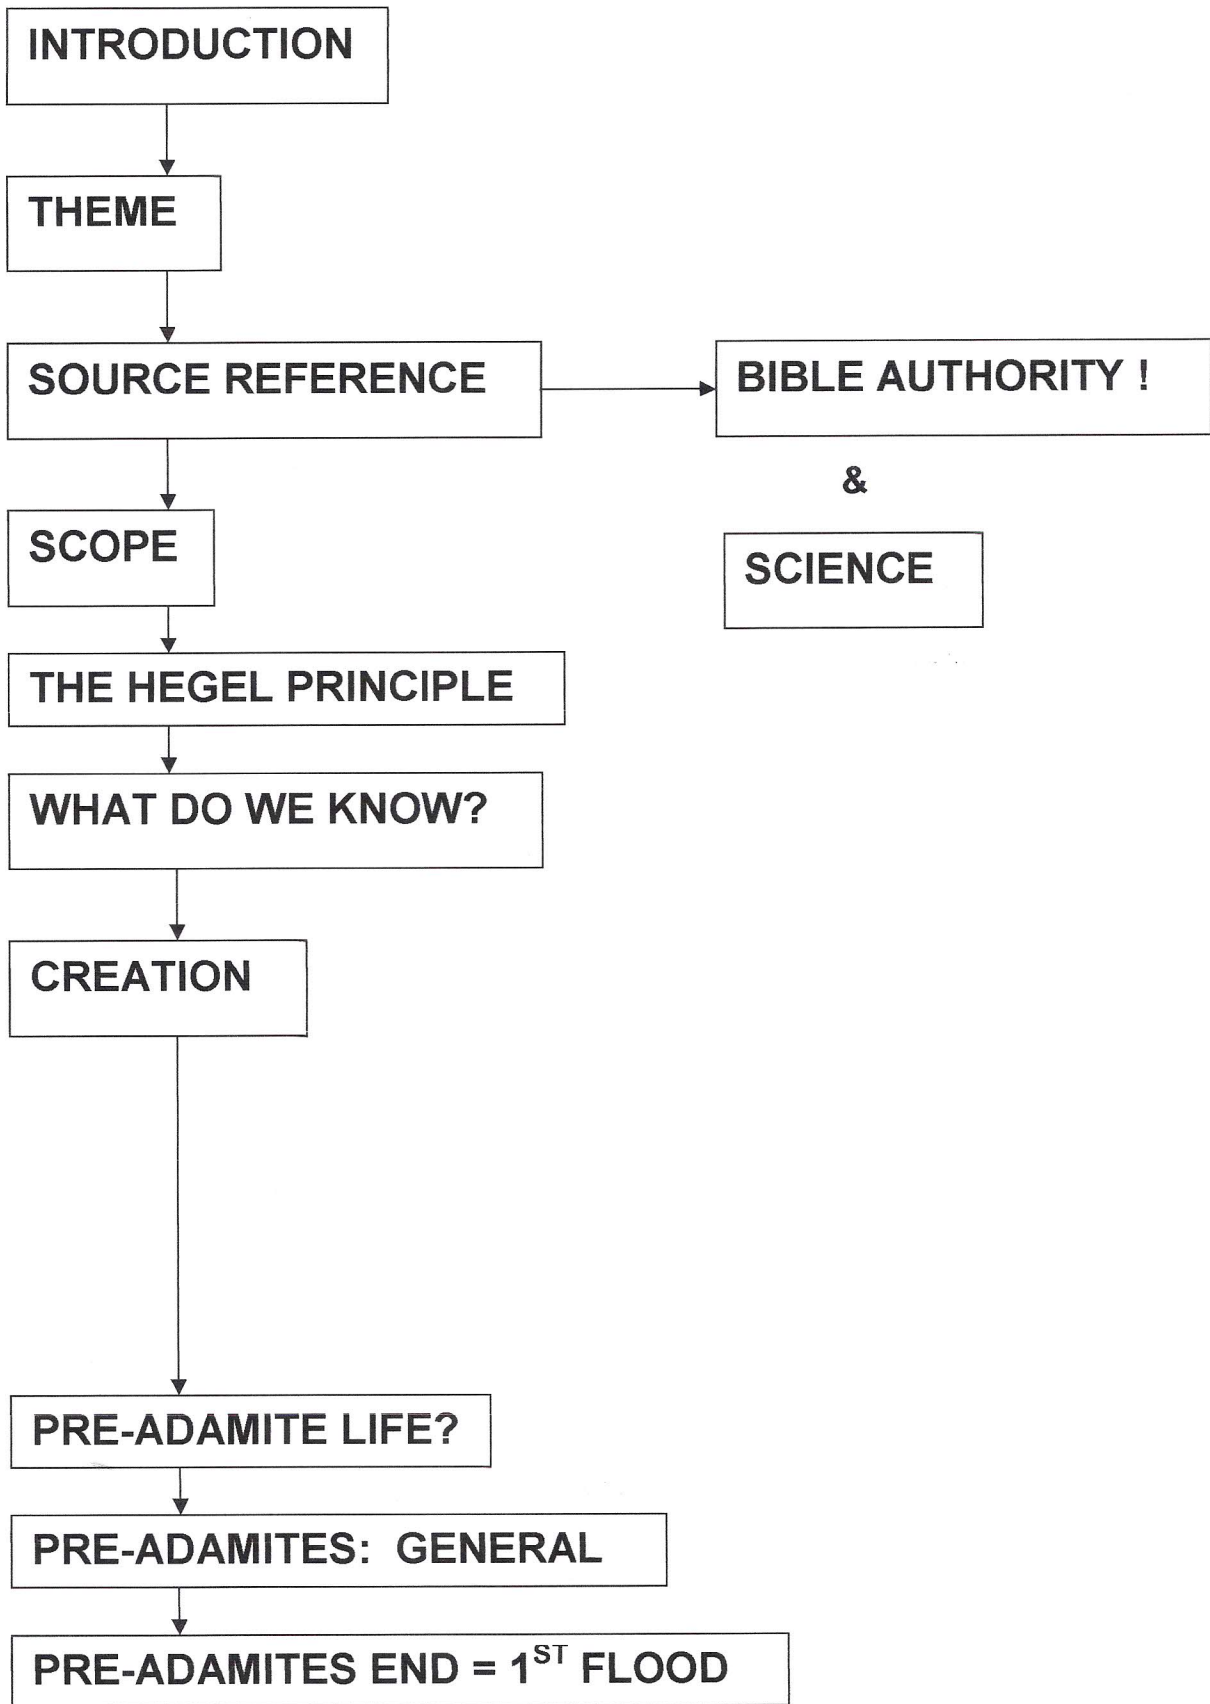 INTRODUCTION
THEME
SOURCE REFERENCE
BIBLE AUTHORITY !
&
SCIENCE
SCOPE
THE HEGEL PRINCIPLE
WHAT DO WE KNOW?
CREATION
PRE-ADAMITE LIFE?
PRE-ADAMITES: GENERAL
PRE-ADAMITES END = 1ST FLOOD